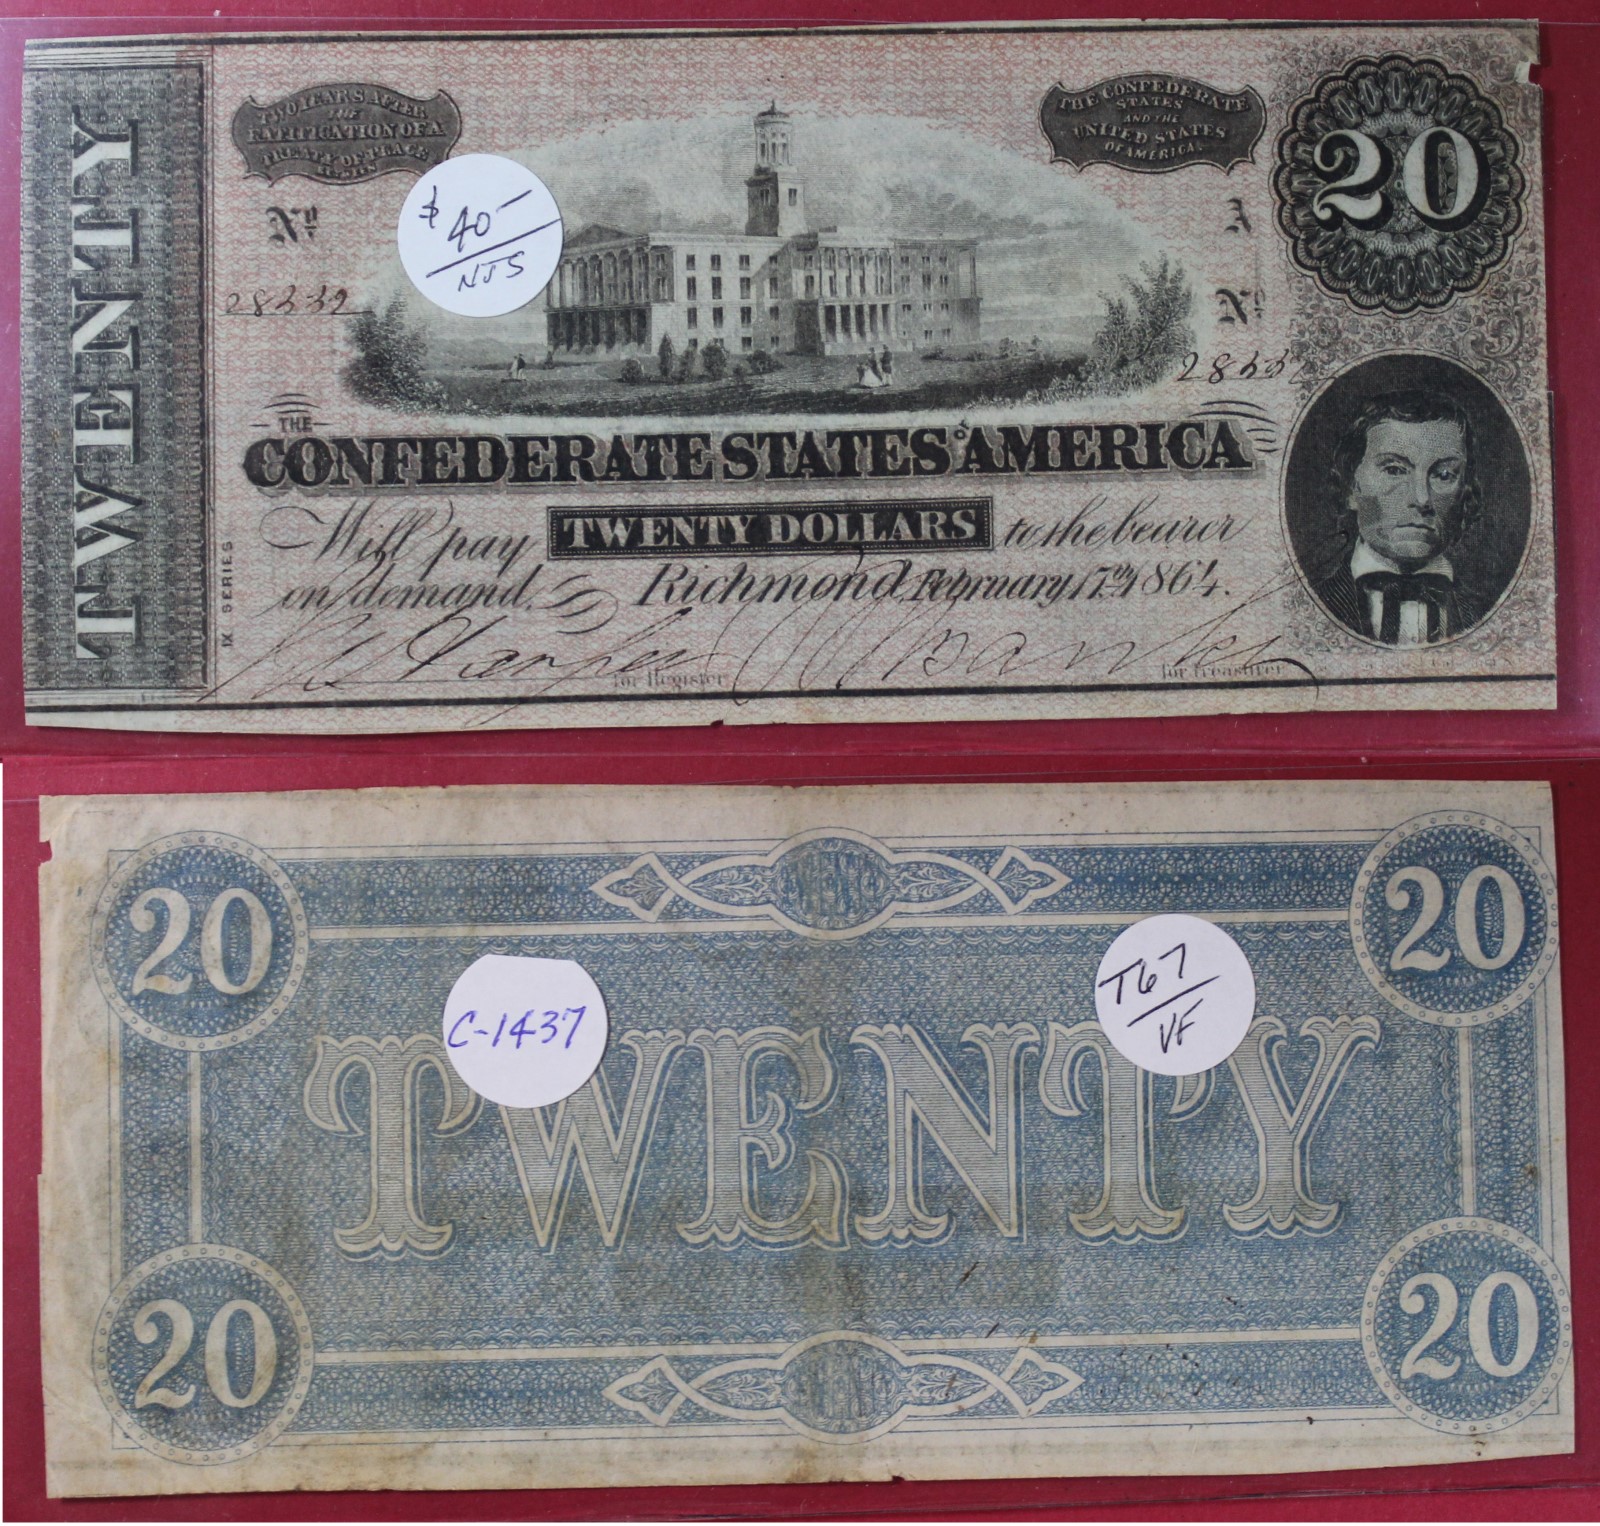 TWENTY
TWO YEARS AFTER
THE
RATIFICATION OF A
TREATY OF PEACE
BETWEEN
THE CONFEDERATE
STATES
AND THE
UNITED STATES
OF AMERICA.
20
$40-
NJS
No
A
28332
No
THE
CONFEDERATE STATES OF AMERICA
Will pay TWENTY DOLLARS to the bearer
on demand. Richmond, February 17th 1864.
IX SERIES
for Register
for Treasurer
20
20
C-1437
T67
VF
TWENTY
20
20